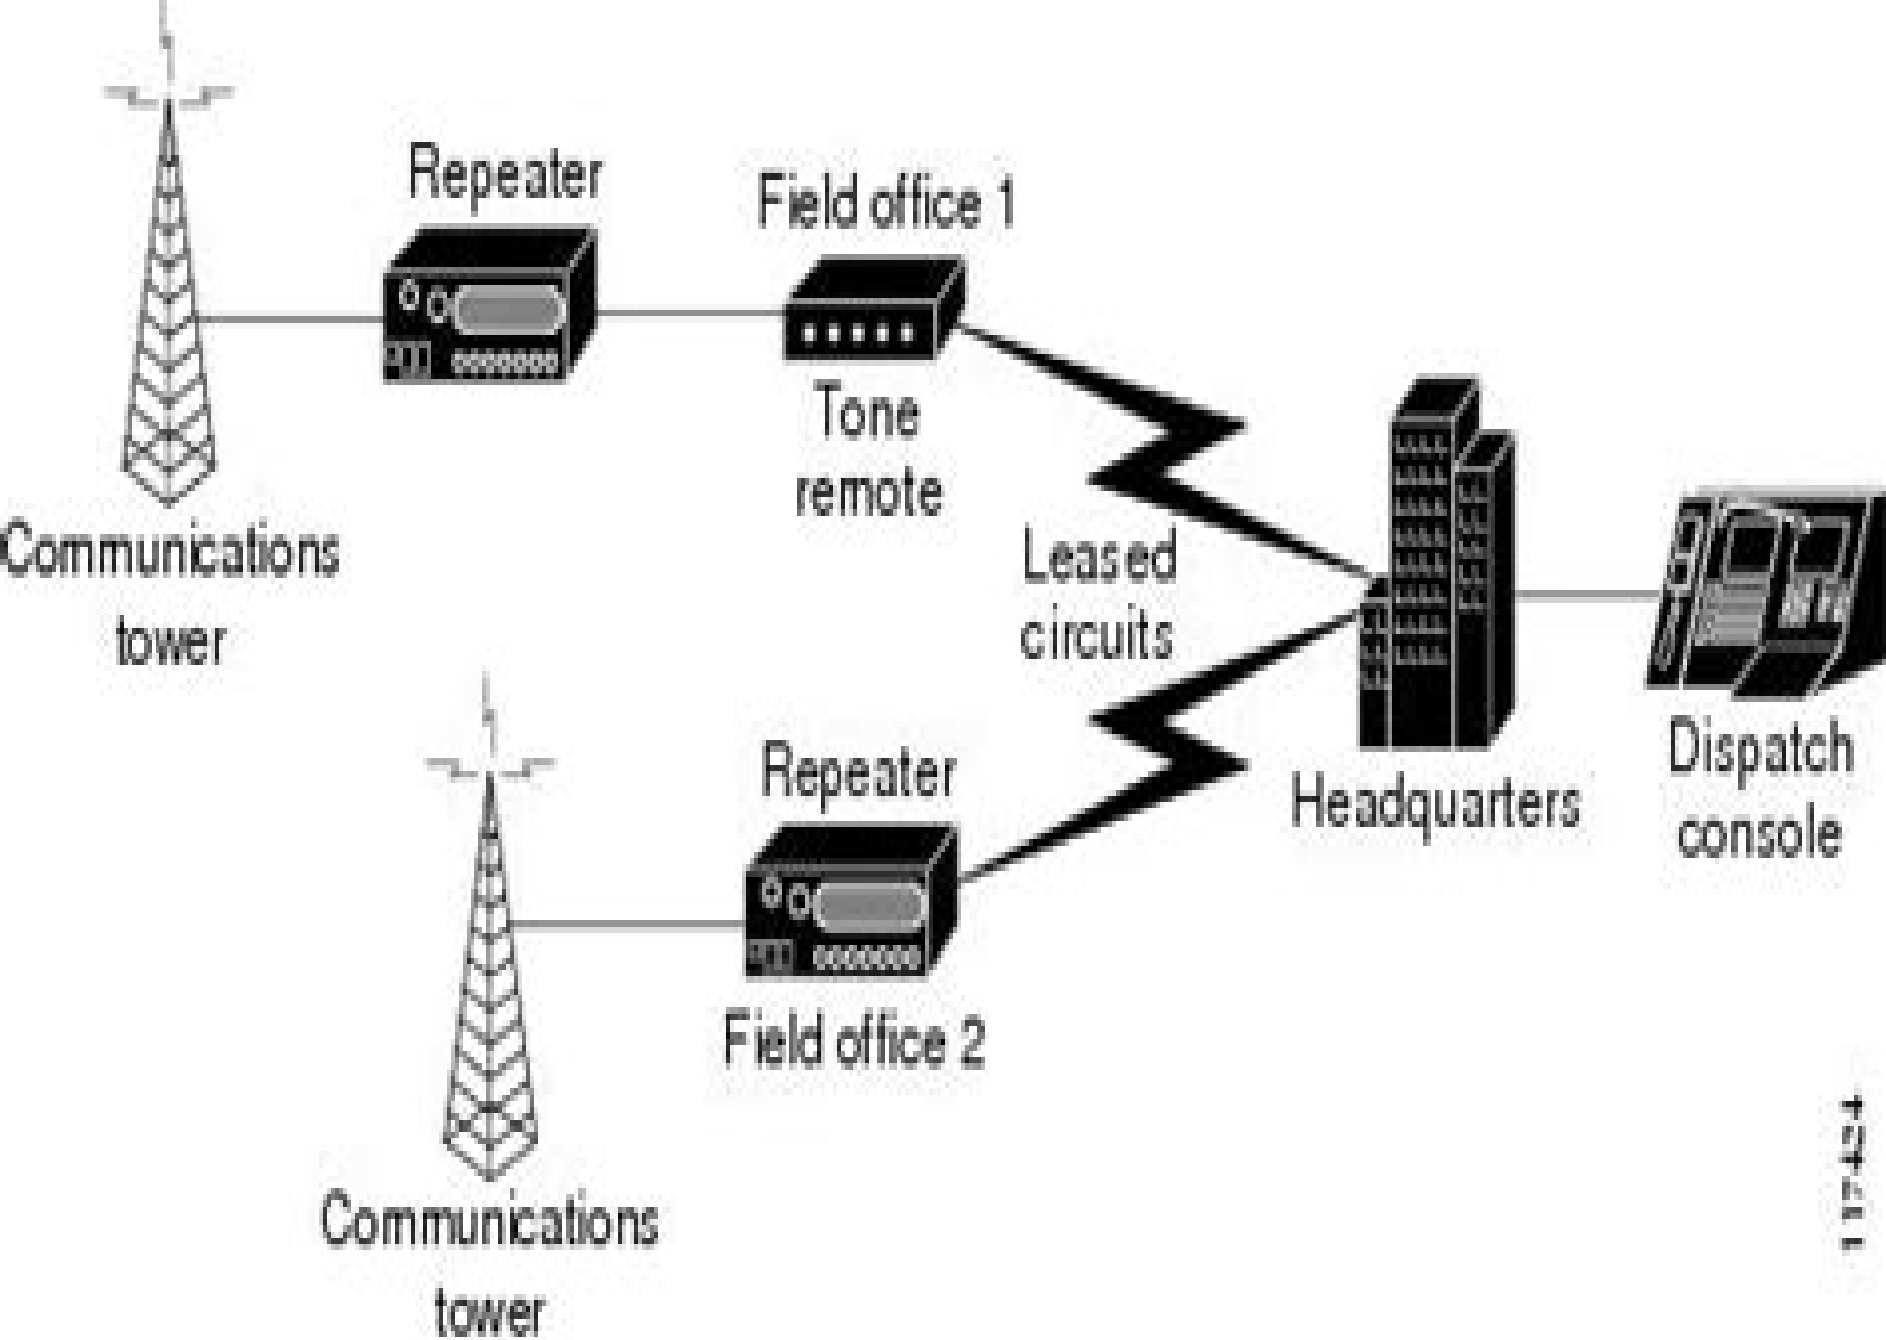 Repeater
Field office 1
Tone
remote
Communications
tower
Leased
circuits
Repeater
Headquarters
Dispatch
console
Field office 2
Communications
tower